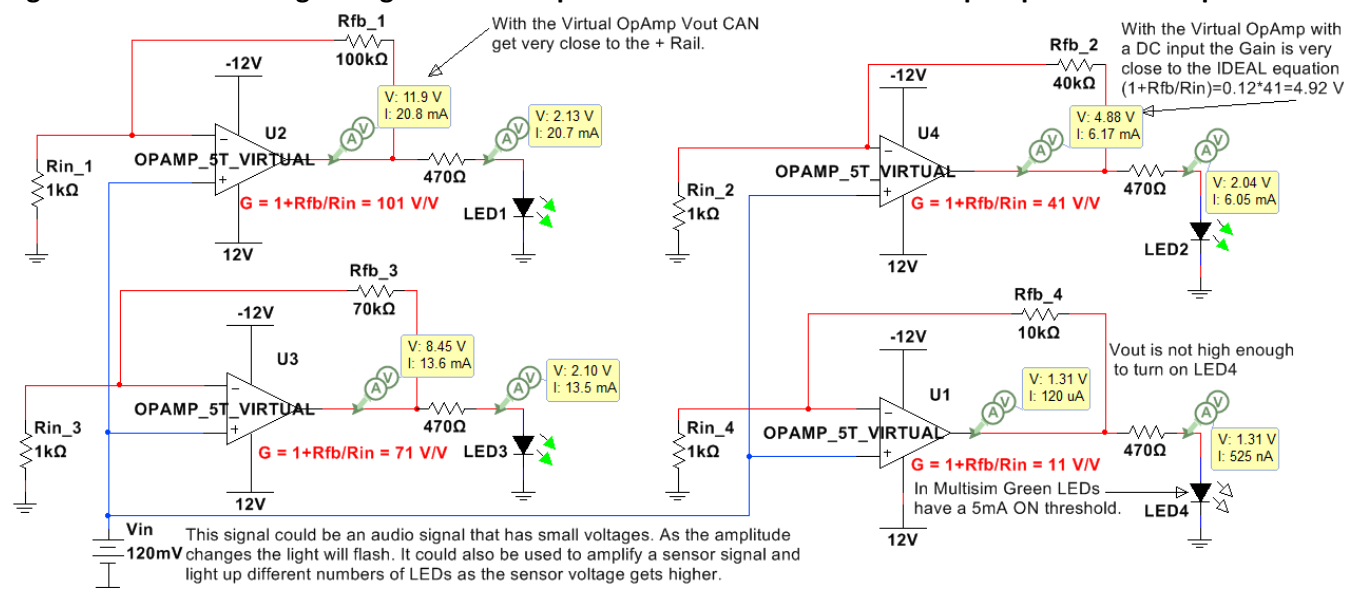 Rfb_1
100kΩ
With the Virtual OpAmp Vout CAN
get very close to the + Rail.
-12V
V: 11.9 V
I: 20.8 mA
V: 2.13 V
I: 20.7 mA
U2
OPAMP_5T_VIRTUAL
Rin_1
1kΩ
470Ω
G = 1+Rfb/Rin = 101 V/V
LED1
12V
Rfb_2
40kΩ
With the Virtual OpAmp with
a DC input the Gain is very
close to the IDEAL equation
(1+Rfb/Rin)=0.12*41=4.92 V
-12V
V: 4.88 V
I: 6.17 mA
U4
OPAMP_5T_VIRTUAL
Rin_2
1kΩ
470Ω
V: 2.04 V
I: 6.05 mA
G = 1+Rfb/Rin = 41 V/V
LED2
12V
Rfb_3
70kΩ
-12V
V: 8.45 V
I: 13.6 mA
V: 2.10 V
I: 13.5 mA
U3
OPAMP_5T_VIRTUAL
Rin_3
1kΩ
470Ω
G = 1+Rfb/Rin = 71 V/V
LED3
12V
Rfb_4
10kΩ
-12V
Vout is not high enough
to turn on LED4
V: 1.31 V
I: 120 uA
U1
OPAMP_5T_VIRTUAL
Rin_4
1kΩ
470Ω
V: 1.31 V
I: 525 nA
G = 1+Rfb/Rin = 11 V/V
In Multisim Green LEDs
have a 5mA ON threshold.
LED4
12V
Vin
120mV
This signal could be an audio signal that has small voltages. As the amplitude
changes the light will flash. It could also be used to amplify a sensor signal and
light up different numbers of LEDs as the sensor voltage gets higher.